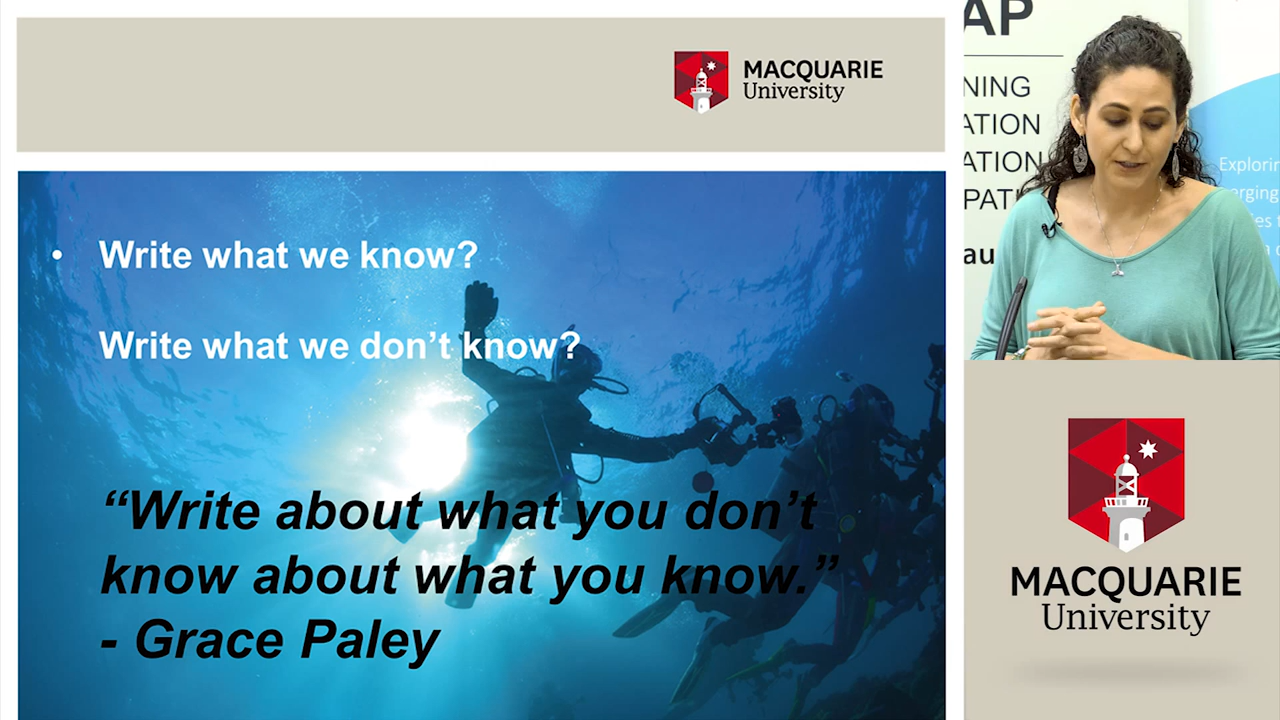 MACQUARIE
University
• Write what we know?
Write what we don’t know?
“Write about what you don’t
know about what you know.”
- Grace Paley
AP
NING
ATION
ATION
PATI
au
Explorin
erging
ies
MACQUARIE
University